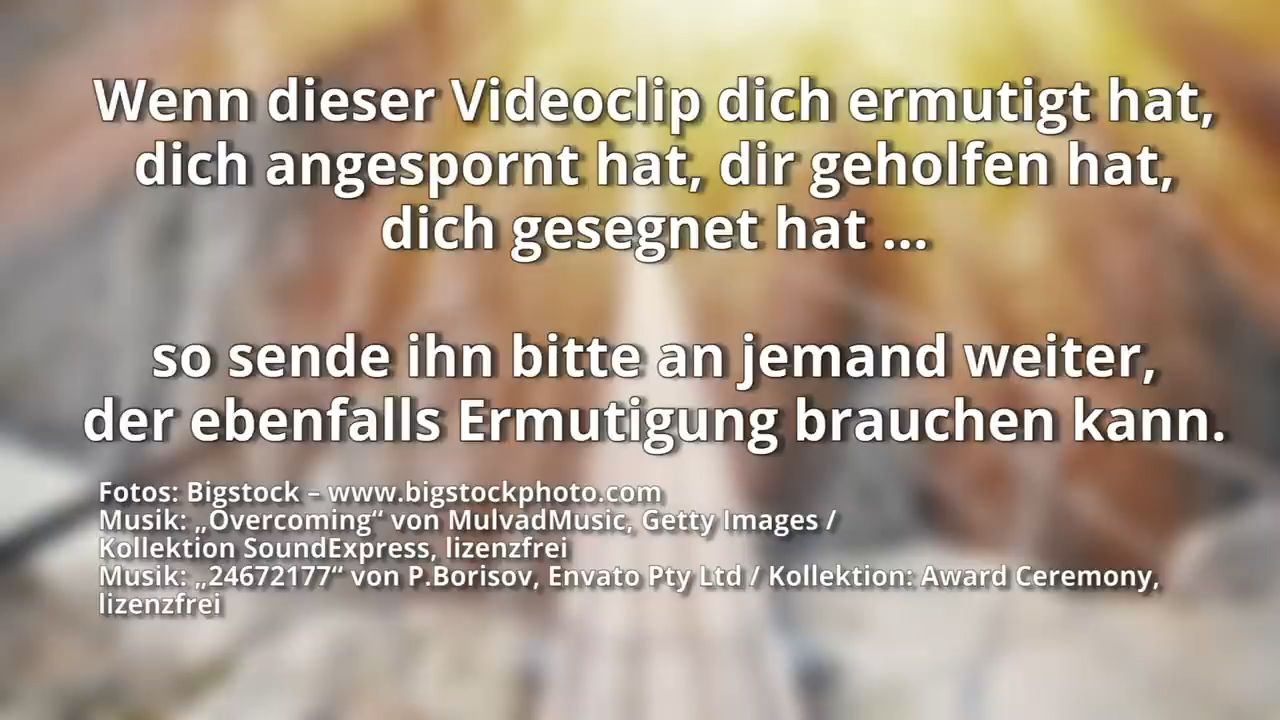 Wenn dieser Videoclip dich ermutigt hat,
dich angespornt hat, dir geholfen hat,
dich gesegnet hat ...
so sende ihn bitte an jemand weiter,
der ebenfalls Ermutigung brauchen kann.
Fotos: Bigstock – www.bigstockphoto.com
Musik: „Overcoming“ von MulvadMusic, Getty Images /
Kollektion SoundExpress, lizenzfrei
Musik: „24672177“ von P.Borisov, Envato Pty Ltd / Kollektion: Award Ceremony,
lizenzfrei